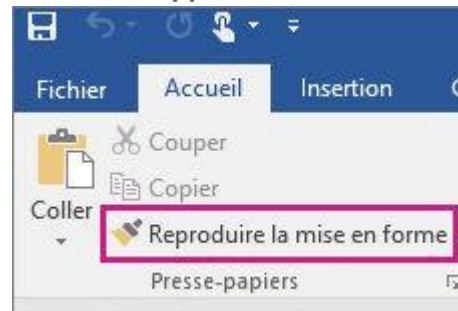 Fichier Accueil Insertion
Couper
Copier
Coller
Reproduire la mise en forme
Presse-papiers